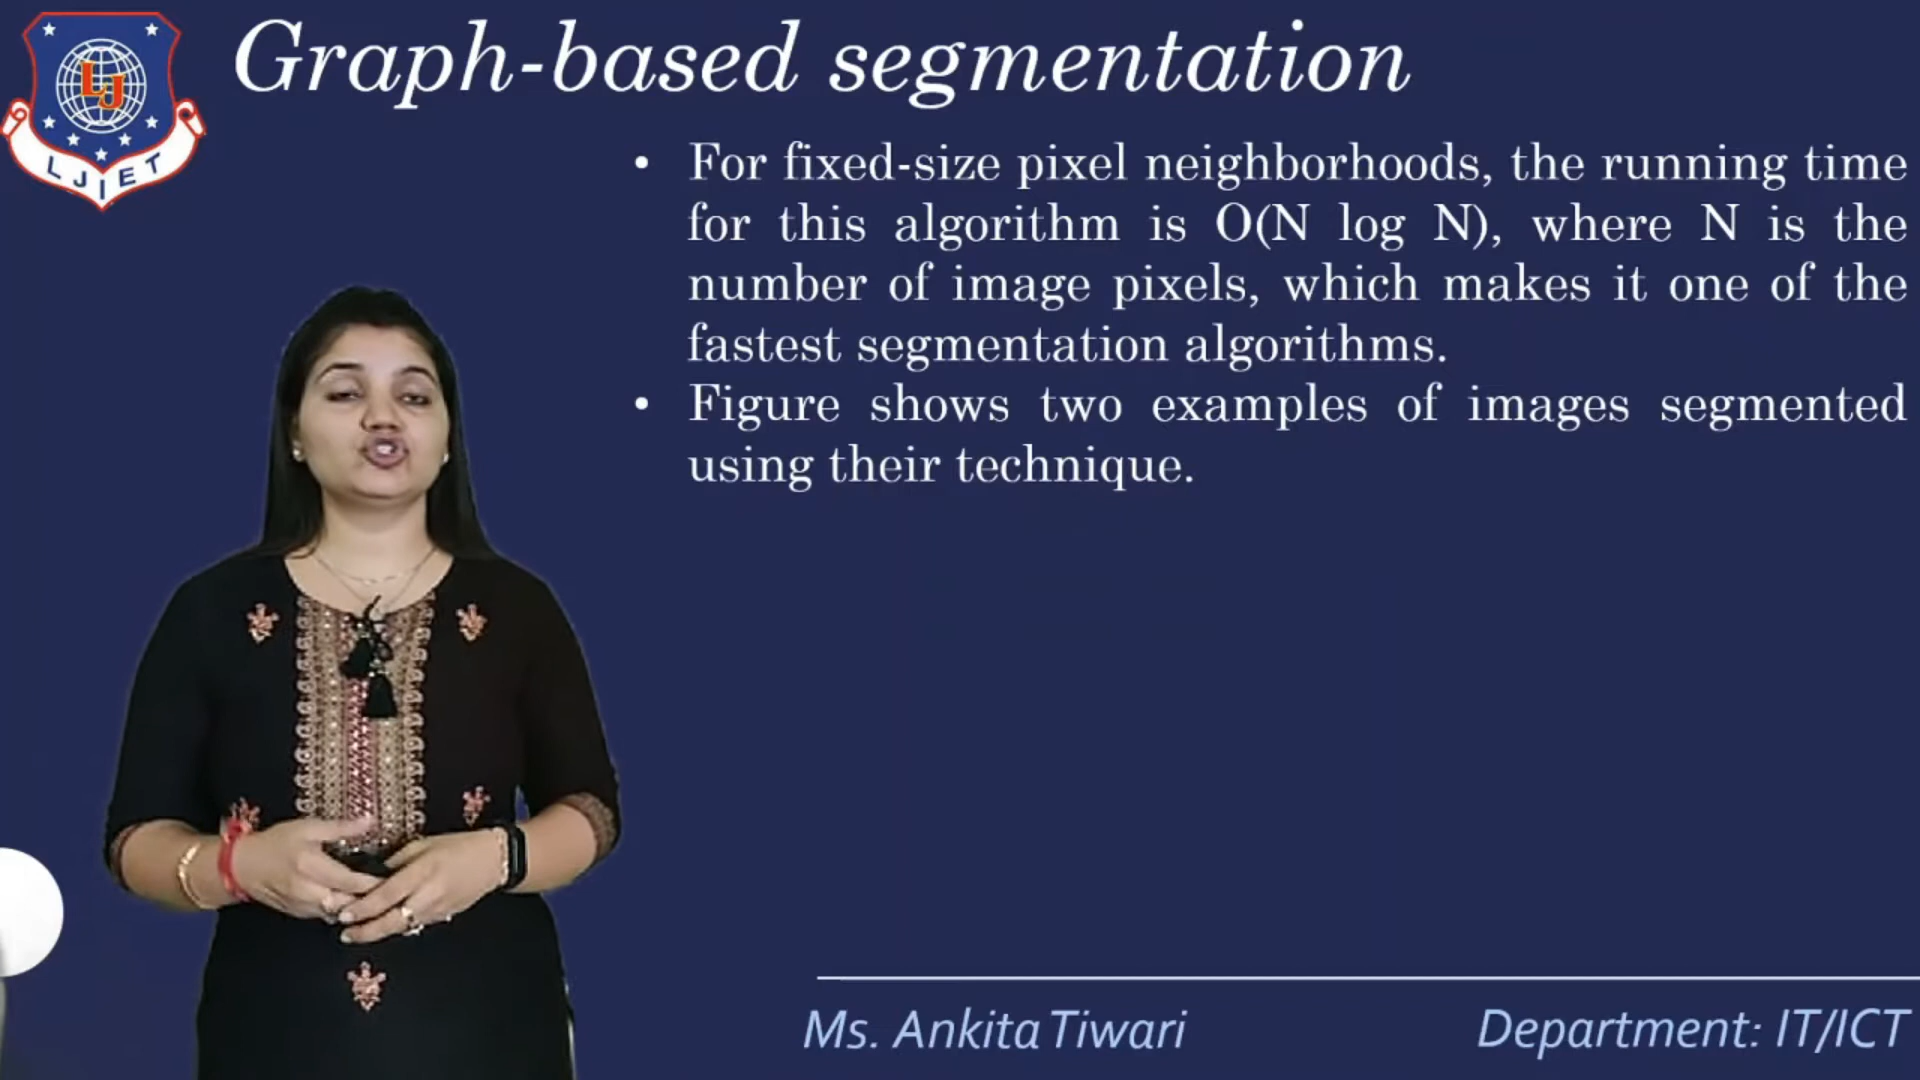 Graph-based segmentation
LJ
LJIET
• For fixed-size pixel neighborhoods, the running time
for this algorithm is O(N log N), where N is the
number of image pixels, which makes it one of the
fastest segmentation algorithms.
• Figure shows two examples of images segmented
using their technique.
Ms. Ankita Tiwari
Department: IT/ICT